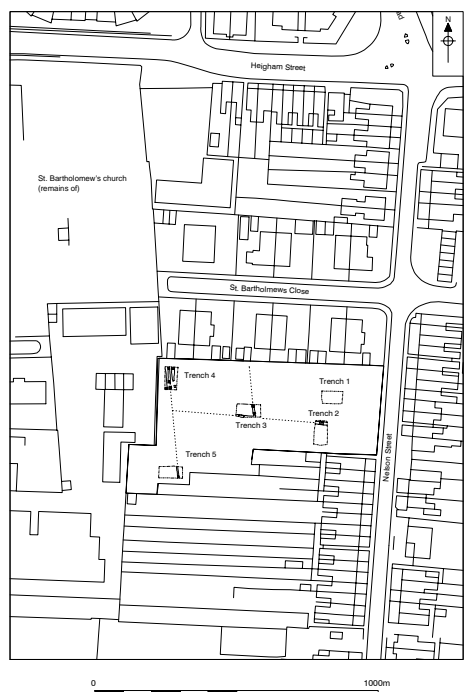 N
ad
Heigham Street
St. Bartholomew's church
(remains of)
St. Bartholmews Close
Trench 4
Trench 1
Trench 2
Trench 3
Trench 5
Nelson Street
0
1000m